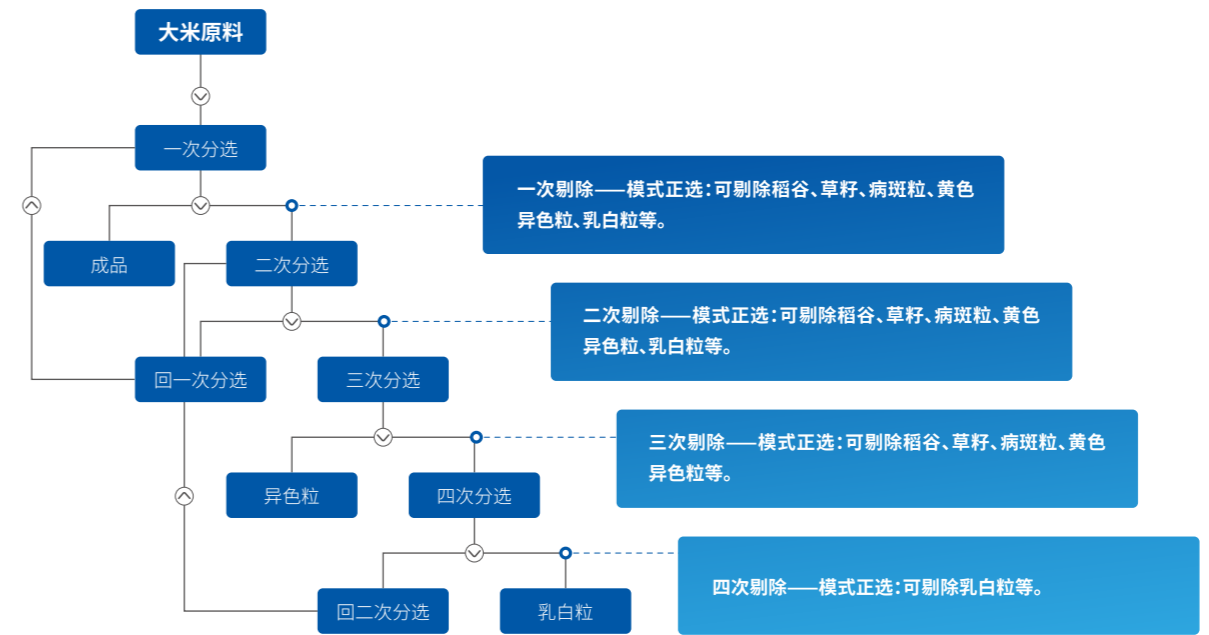 大米原料
一次分选
一次剔除——模式正选：可剔除稻谷、草籽、病斑粒、黄色
异色粒、乳白粒等。
成品
二次分选
二次剔除——模式正选：可剔除稻谷、草籽、病斑粒、黄色
异色粒、乳白粒等。
回一次分选
三次分选
三次剔除——模式正选：可剔除稻谷、草籽、病斑粒、黄色
异色粒等。
异色粒
四次分选
四次剔除——模式正选：可剔除乳白粒等。
回二次分选
乳白粒